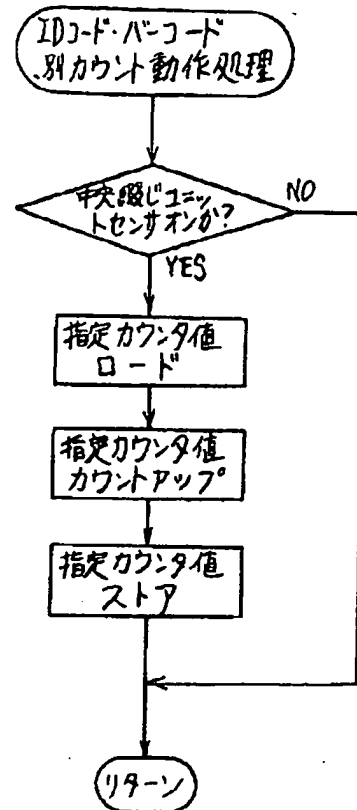 IDコード・バーコード
別カウント動作処理
中央綴じユニッ
トセンサオンか?
NO
YES
指定カウンタ値
ロード
指定カウンタ値
カウントアップ
指定カウンタ値
ストア
リターン